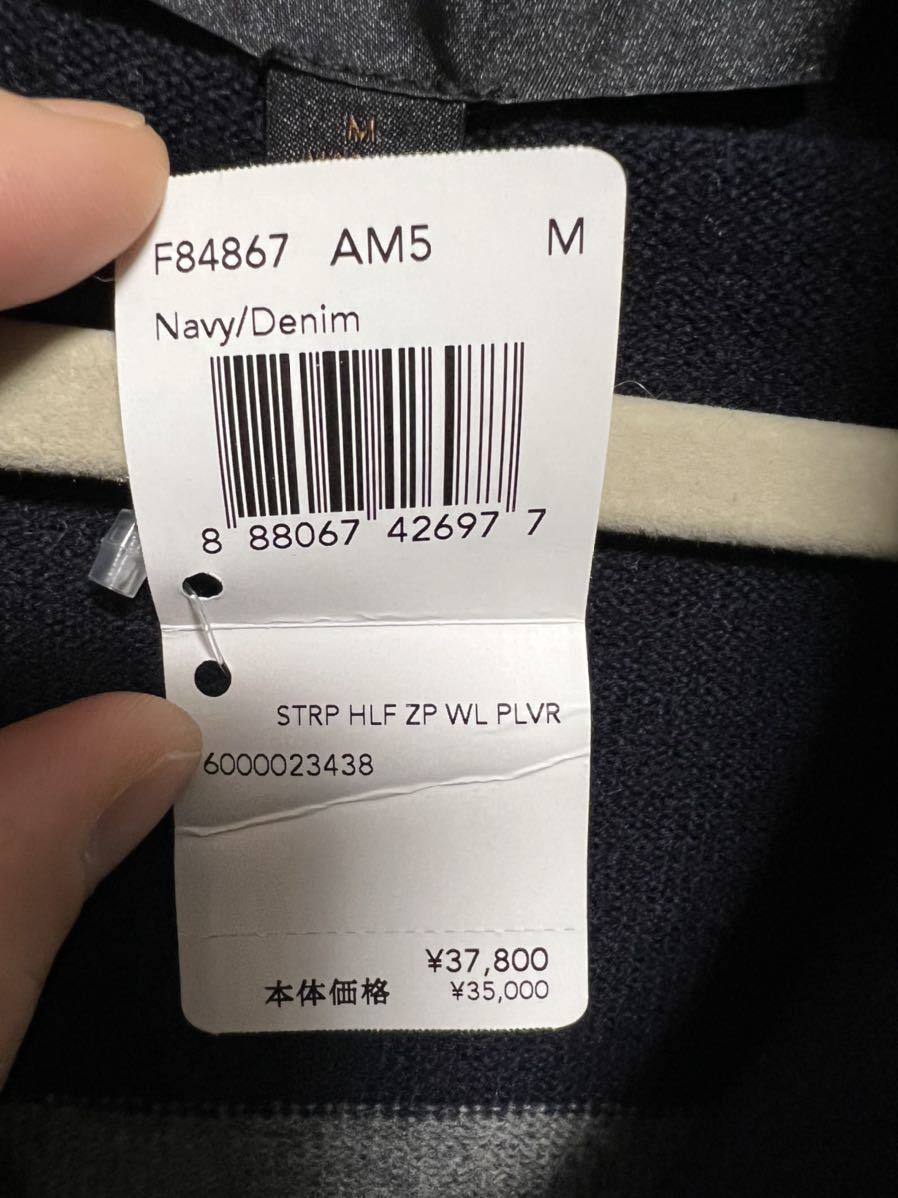 M
F84867 AM5 M
Navy/Denim
8 88067 42697 7
STRP HLF ZP WL PLVR
6000023438
¥37,800
本体価格 ¥35,000